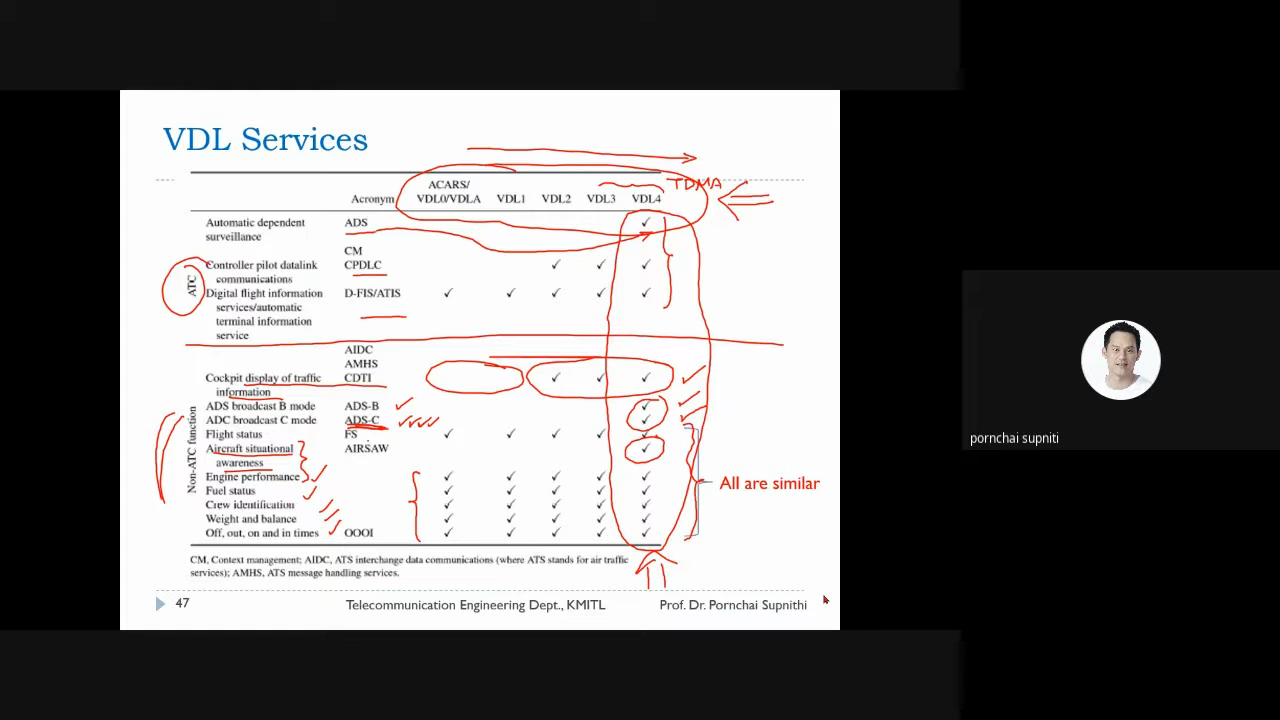 VDL Services
ACARS/
Acronym VDL0/VDLA VDL1 VDL2 VDL3 VDL4
TDMA
Automatic dependent ADS ✓
surveillance
CM
Controller pilot datalink CPDLC ✓ ✓ ✓
communications
Digital flight information D-FIS/ATIS ✓ ✓ ✓ ✓ ✓
services/automatic
terminal information
service
ATC
AIDC
AMHS
Cockpit display of traffic CDTI ✓ ✓ ✓
information
ADS broadcast B mode ADS-B ✓
ADC broadcast C mode ADS-C ✓
Flight status FS ✓ ✓ ✓ ✓ ✓
Aircraft situational AIRSAW ✓
awareness
Engine performance ✓ ✓ ✓ ✓ ✓
Fuel status ✓ ✓ ✓ ✓ ✓
Crew identification ✓ ✓ ✓ ✓ ✓
Weight and balance ✓ ✓ ✓ ✓ ✓
Off, out, on and in times OOOI ✓ ✓ ✓ ✓ ✓
Non-ATC function
All are similar
CM, Context management; AIDC, ATS interchange data communications (where ATS stands for air traffic
services); AMHS, ATS message handling services.
47 Telecommunication Engineering Dept., KMITL Prof. Dr. Pornchai Supnithi
pornchai supniti